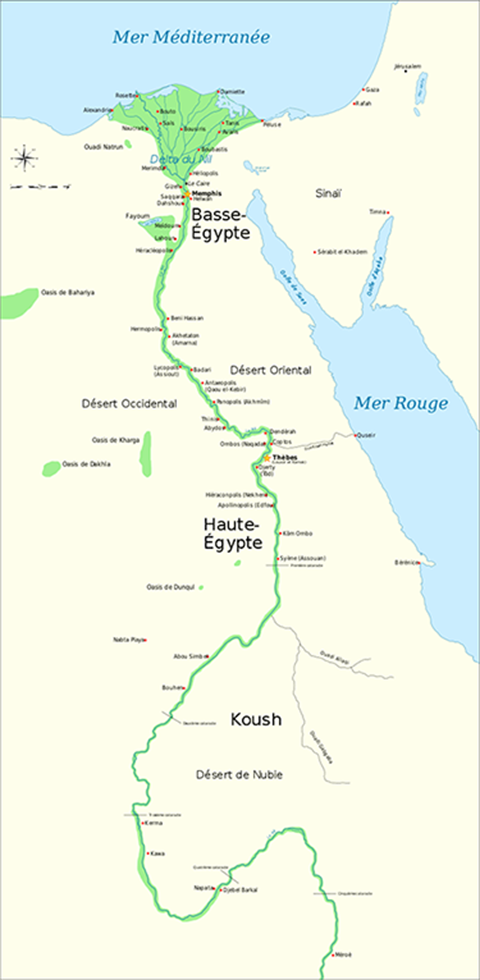 Mer Méditerranée
Jérusalem
Gaza
Rafah
Rosette
Damiette
Alexandrie
Bouto
Saïs
Naucratis
Busiris
Tanis
Avaris
Péluse
Ouadi Natrun
Boubastis
Delta du Nil
Merimdé
Héliopolis
Gizeh
Le Caire
Memphis
Saqqarah
Helwan
Dahshour
Sinaï
Fayoum
Meïdoum
Basse-
Égypte
Timna
Lahoun
Hérakléopolis
Sérabit el-Khadem
Golfe de Suez
Golfe d'Aqaba
Oasis de Bahariya
Beni Hassan
Hermopolis
Akhetaton
(Amarna)
Lycopolis
(Assiout)
Badari
Désert Oriental
Antaeopolis
(Qaou el-Kebir)
Panopolis (Akhmîm)
Désert Occidental
Mer Rouge
Thinis
Abydos
Dendérah
Oasis de Kharga
Ombos (Naqada)
Coptos
Quseir
Oasis de Dakhla
Thèbes
Djerty
(Tôd)
Hiéraconpolis (Nekhen)
Apollinopolis (Edfou)
Haute-
Égypte
Kôm-Ombo
Syène (Assouan)
Première cataracte
Bérénice
Oasis de Dunqul
Nabta Playa
Abou Simbel
Ouadi Allaqi
Bouhen
Koush
Deuxième cataracte
Ouadi Gabgaba
Désert de Nubie
Troisième cataracte
Kerma
Kawa
Quatrième cataracte
Napata
Djebel Barkal
Cinquième cataracte
Méroé